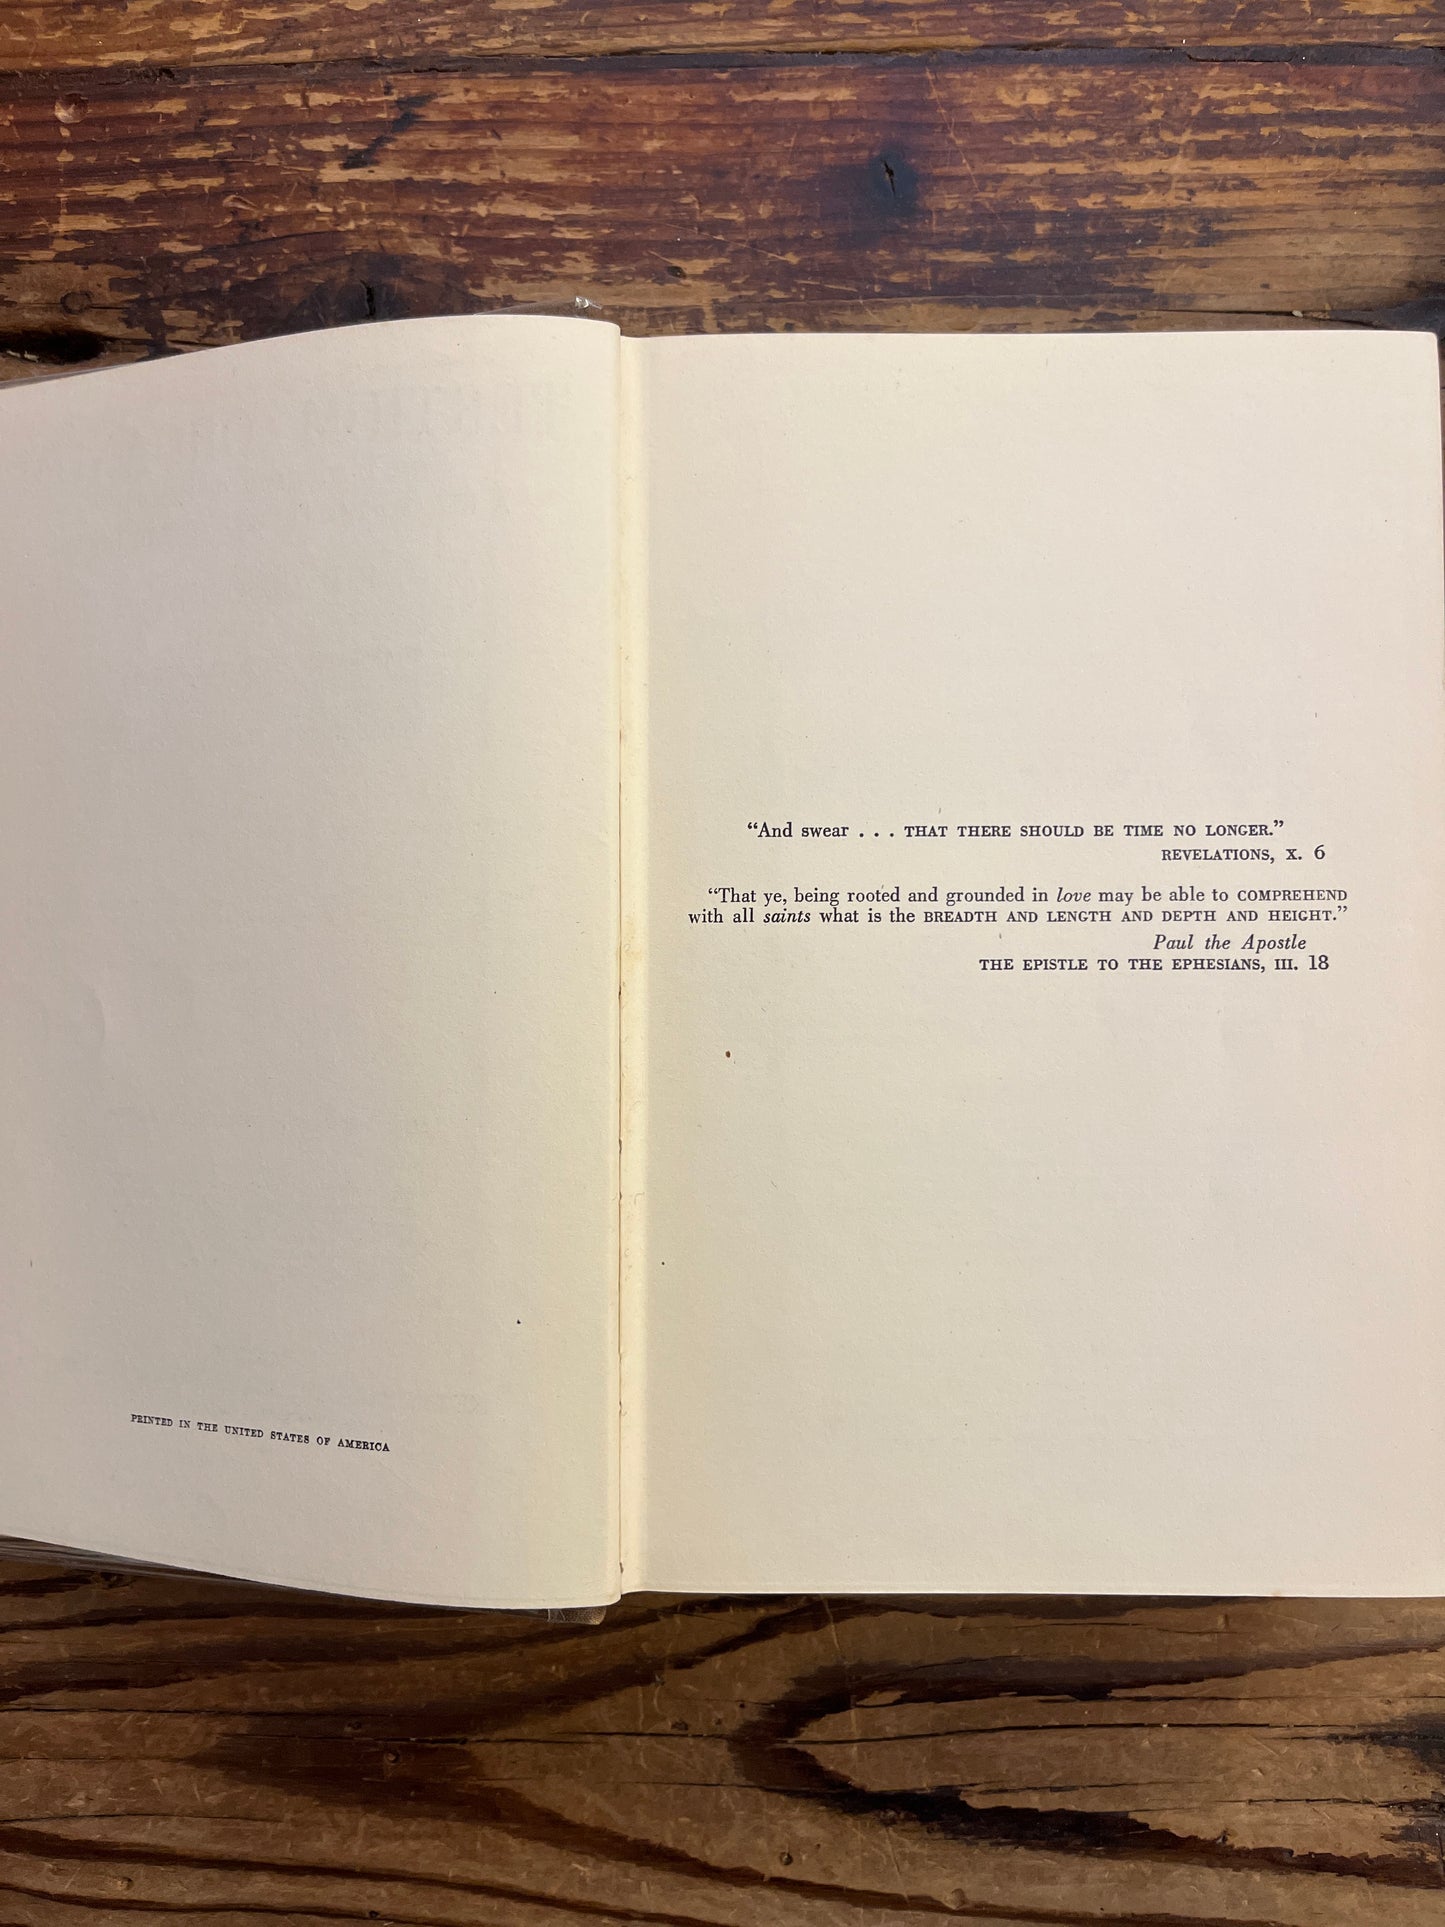 PRINTED IN THE UNITED STATES OF AMERICA
“And swear . . . THAT THERE SHOULD BE TIME NO LONGER.”
REVELATIONS, X. 6
“That ye, being rooted and grounded in love may be able to COMPREHEND
with all saints what is the BREADTH AND LENGTH AND DEPTH AND HEIGHT.”
Paul the Apostle
THE EPISTLE TO THE EPHESIANS, III. 18